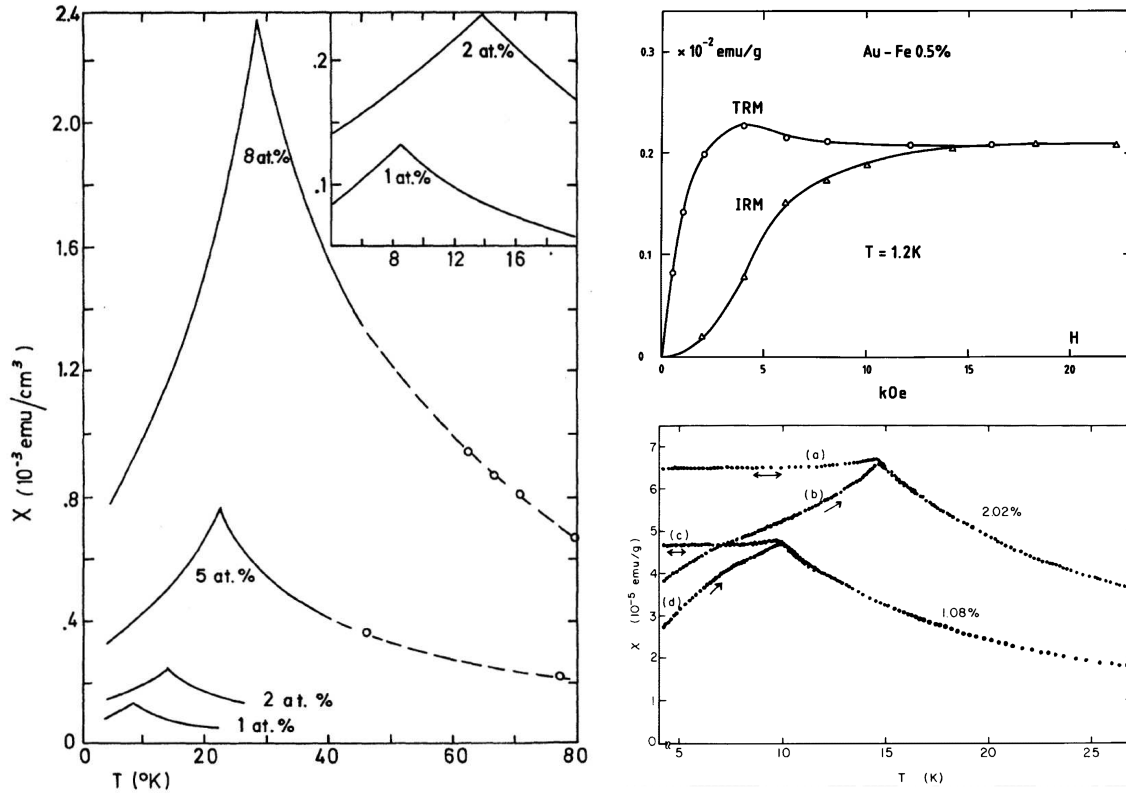 2.4
2.0
1.6
1.2
.8
.4
0
χ (10⁻³ emu/cm³)
8 at.%
5 at.%
2 at.%
1 at.%
0
20
40
60
80
T (°K)
.2
.1
2 at.%
1 at.%
8
12
16
0.3
0.2
0.1
0
× 10⁻² emu/g
Au – Fe 0.5%
TRM
IRM
T = 1.2K
H
0
5
10
15
20
kOe
7
6
5
4
3
2
1
0
χ (10⁻⁵ emu/g)
(a)
(b)
2.02%
(c)
(d)
1.08%
5
10
15
20
25
T (K)